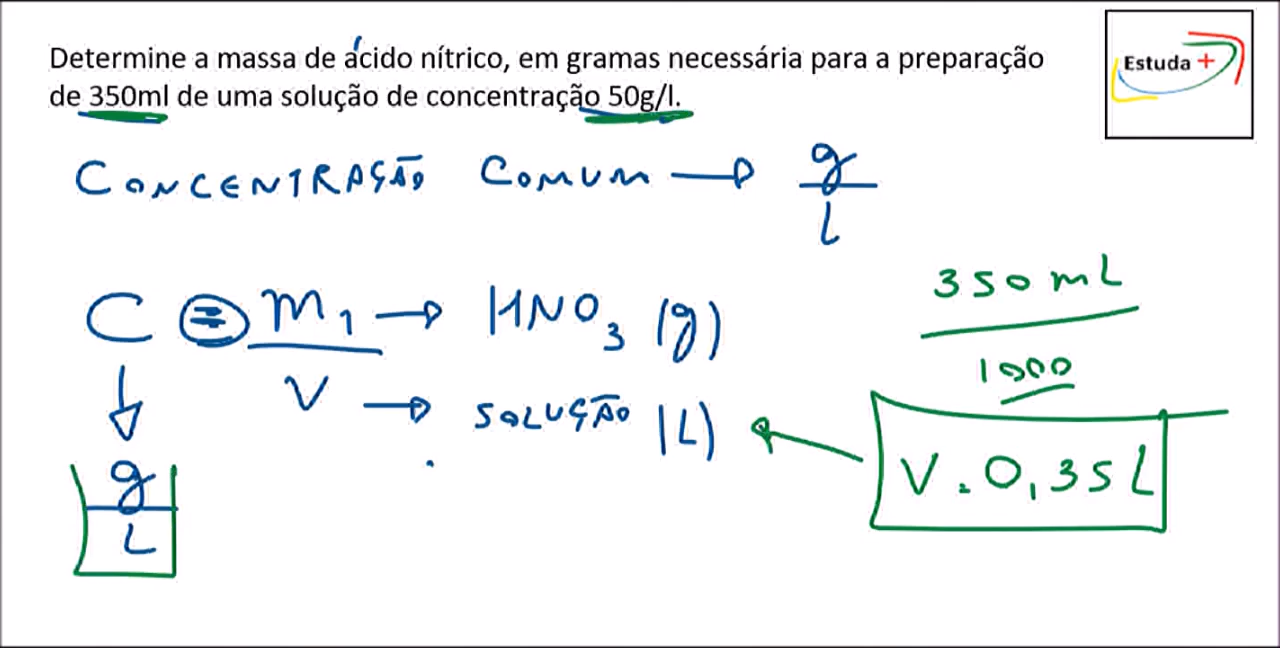 Determine a massa de ácido nítrico, em gramas necessária para a preparação
de 350ml de uma solução de concentração 50g/l.
Estuda +
CONCENTRAÇÃO COMUM → g/l
350 mL
1000
C = m1 → HNO3 (g)
V → SOLUÇÃO (L)
V = 0,35 L
g
L